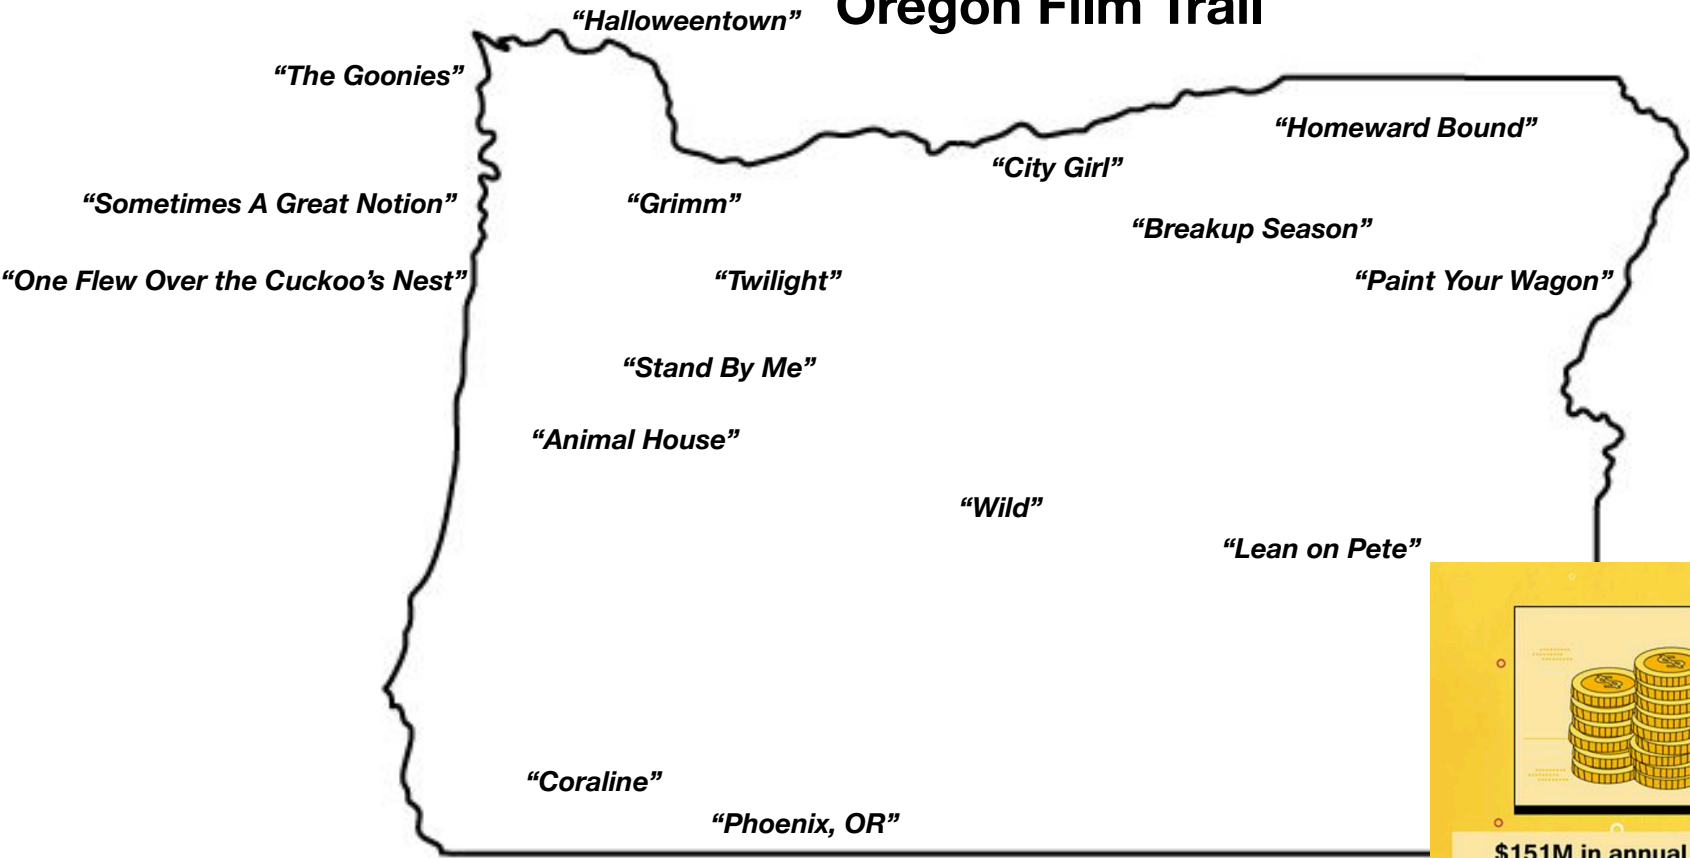 “Halloweentown”
Oregon Film Trail
“The Goonies”
“Homeward Bound”
“City Girl”
“Sometimes A Great Notion”
“Grimm”
“Breakup Season”
“One Flew Over the Cuckoo’s Nest”
“Twilight”
“Paint Your Wagon”
“Stand By Me”
“Animal House”
“Wild”
“Lean on Pete”
“Coraline”
“Phoenix, OR”
$151M in annual